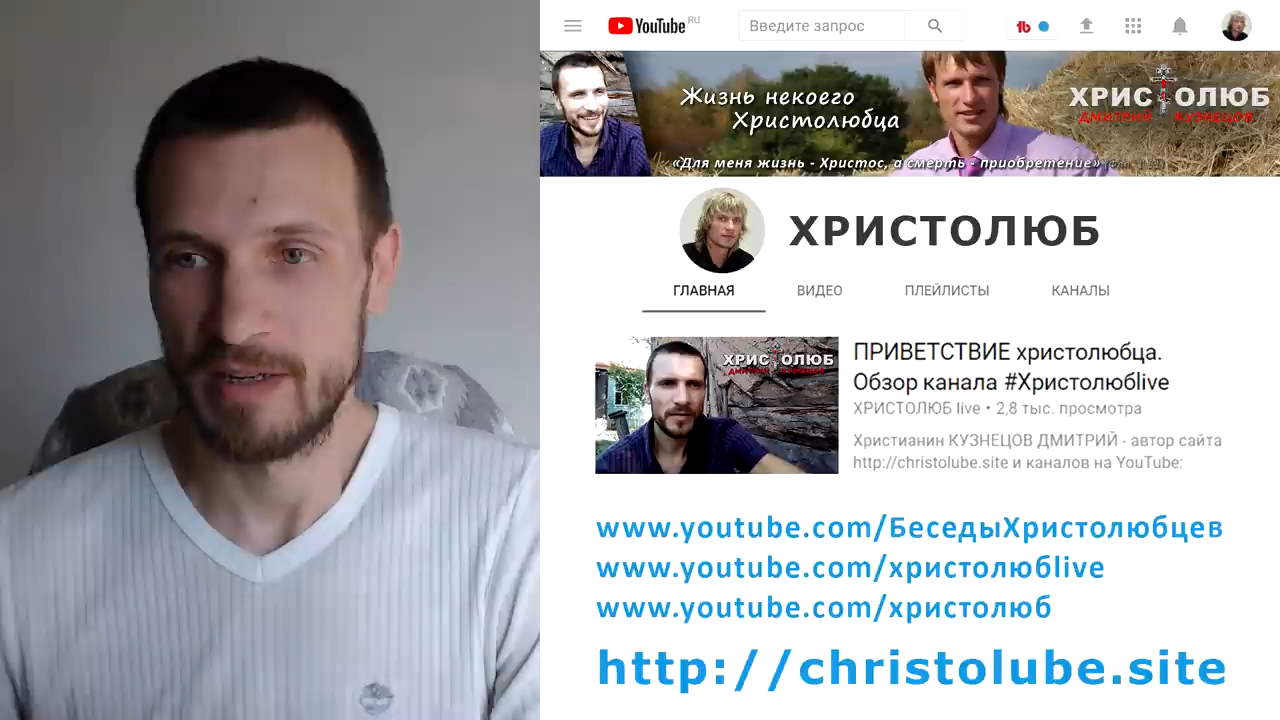 YouTube RU
Введите запрос
Жизнь некоего
Христолюбца
ХРИСТОЛЮБ
ДМИТРИЙ КУЗНЕЦОВ
«Для меня жизнь - Христос, а смерть - приобретение»
ХРИСТОЛЮБ
ГЛАВНАЯ ВИДЕО ПЛЕЙЛИСТЫ КАНАЛЫ
ХРИСТОЛЮБ
ДМИТРИЙ КУЗНЕЦОВ
ПРИВЕТСТВИЕ христолюбца.
Обзор канала #Христолюбlive
ХРИСТОЛЮБ live • 2,8 тыс. просмотра
Христианин КУЗНЕЦОВ ДМИТРИЙ - автор сайта
http://christolube.site и каналов на YouTube:
www.youtube.com/БеседыХристолюбцев
www.youtube.com/христолюбlive
www.youtube.com/христолюб
http://christolube.site